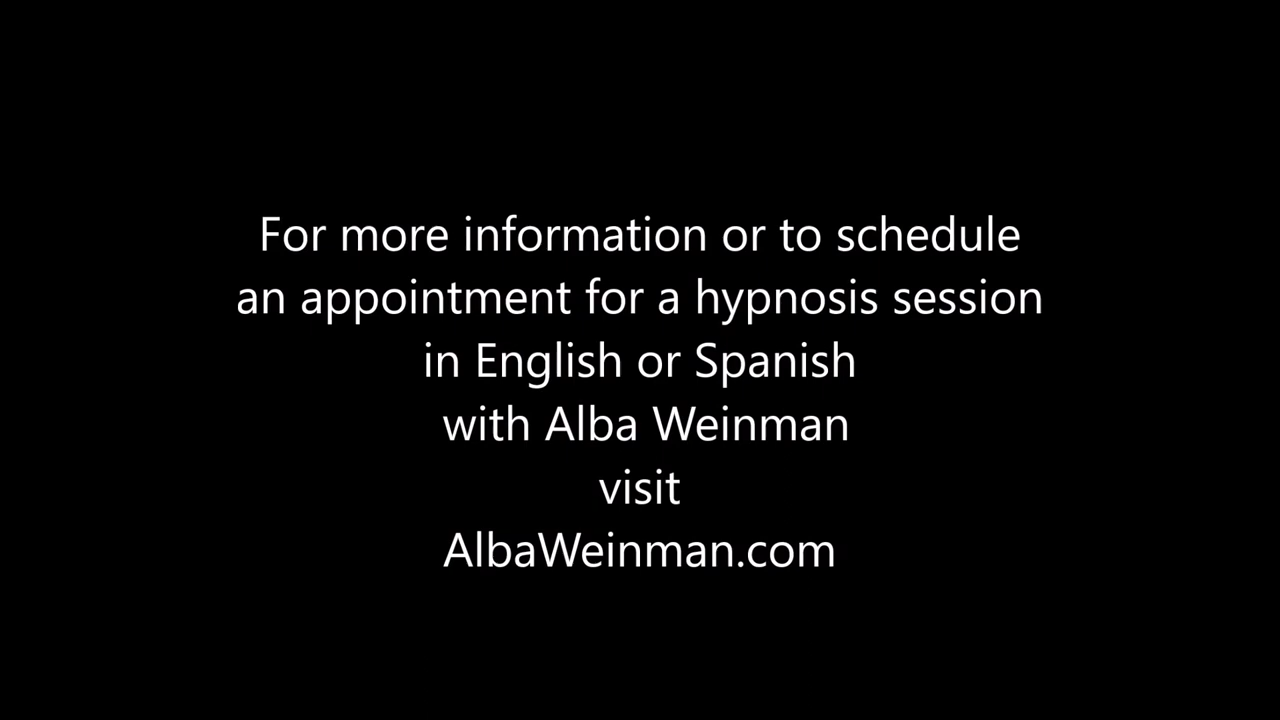 For more information or to schedule
an appointment for a hypnosis session
in English or Spanish
with Alba Weinman
visit
AlbaWeinman.com